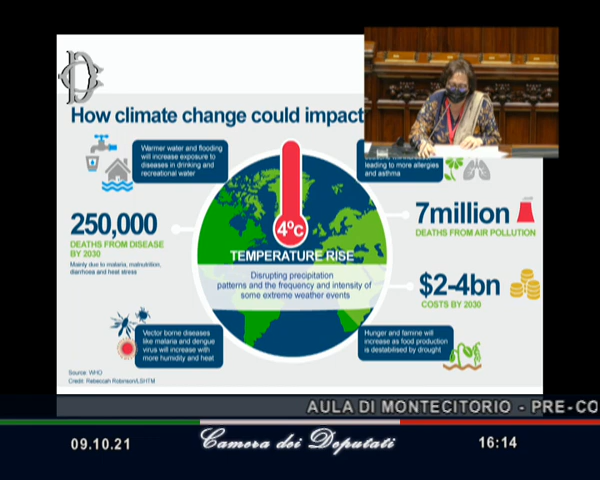 How climate change could impact
Warmer water and flooding
will increase exposure to
diseases in drinking and
recreational water
leading to more allergies
and asthma
250,000
DEATHS FROM DISEASE
BY 2030
Mainly due to malaria, malnutrition,
diarrhoea and heat stress
4ºc
TEMPERATURE RISE
Disrupting precipitation
patterns and the frequency and intensity of
some extreme weather events
7million
DEATHS FROM AIR POLLUTION
$2-4bn
COSTS BY 2030
Vector borne diseases
like malaria and dengue
virus will increase with
more humidity and heat
Hunger and famine will
increase as food production
is destabilised by drought
Source: WHO
Credit: Rebeccah Robinson/LSHTM
AULA DI MONTECITORIO - PRE-CO
09.10.21
Camera dei Deputati
16:14